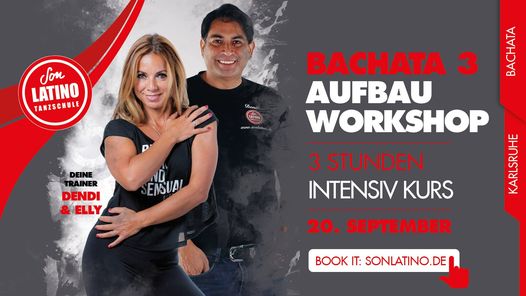 Son
LATINO
TANZSCHULE
DEINE
TRAINER
DENDI
& ELLY
BACHATA 3
AUFBAU
WORKSHOP
3 STUNDEN
INTENSIV KURS
20. SEPTEMBER
BOOK IT: SONLATINO.DE
BACHATA
KARLSRUHE
SENSUAL